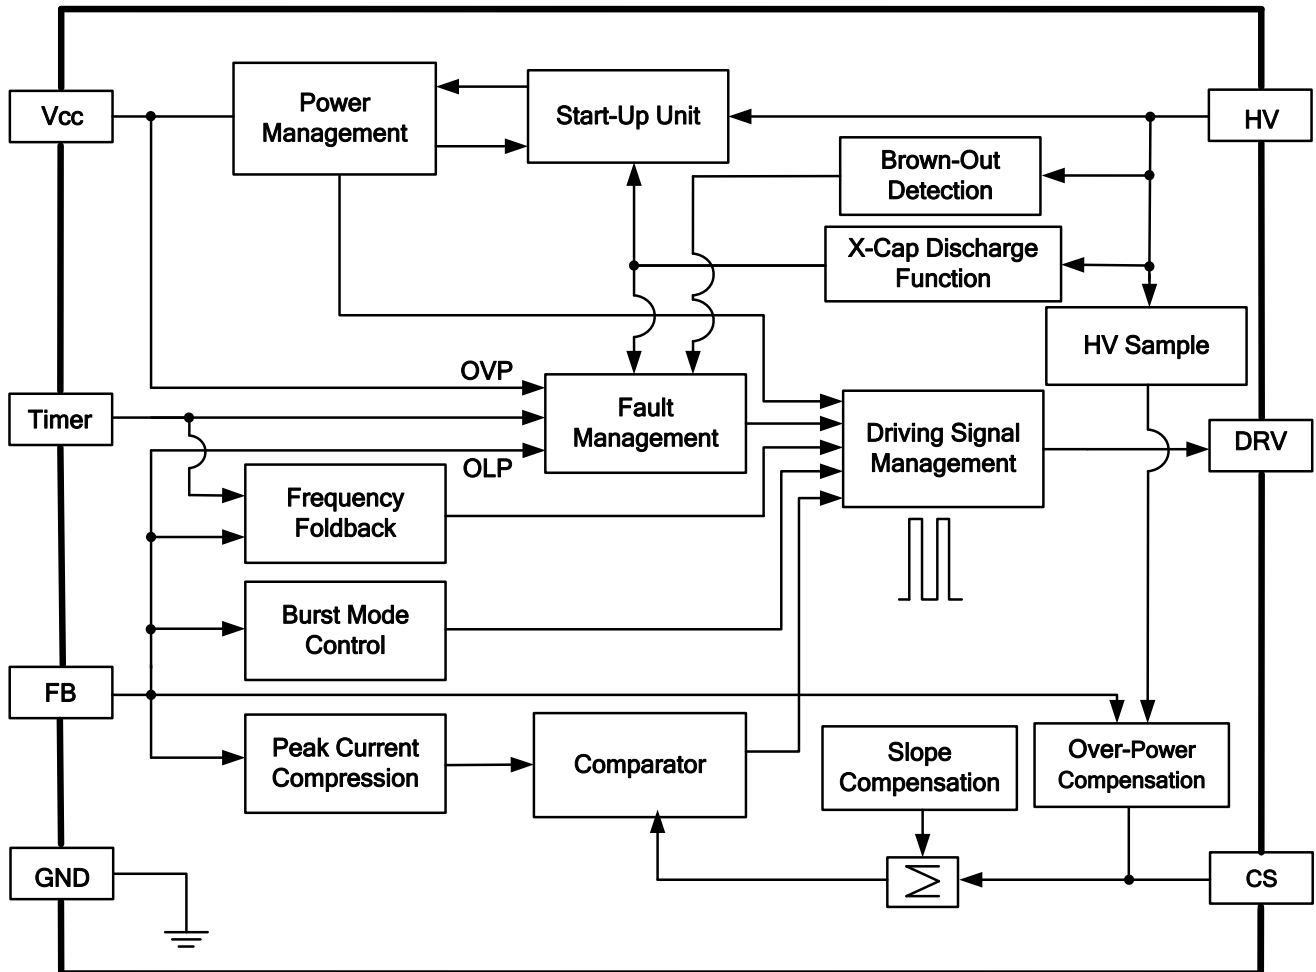 Vcc
Power
Management
Start-Up Unit
HV
Brown-Out
Detection
X-Cap Discharge
Function
HV Sample
OVP
Timer
Fault
Management
OLP
Driving Signal
Management
DRV
Frequency
Foldback
Burst Mode
Control
FB
Peak Current
Compression
Comparator
Slope
Compensation
Over-Power
Compensation
GND
Σ
CS